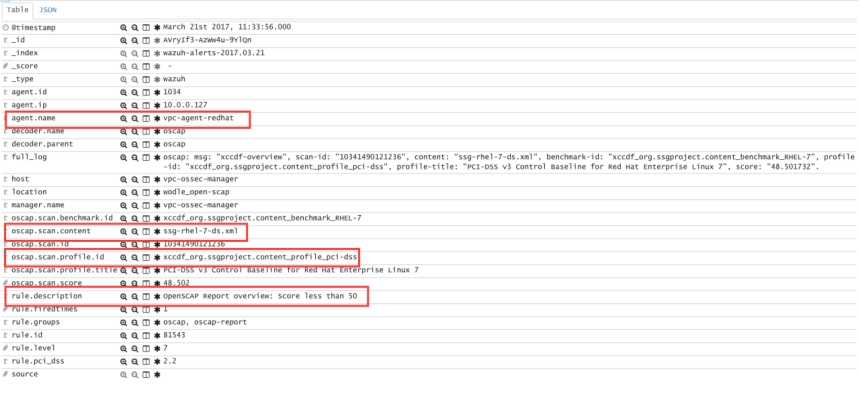 Table JSON
@timestamp March 21st 2017, 11:33:56.000
t _id AVryIf3-AzWw4u-9YlQn
t _index wazuh-alerts-2017.03.21
# _score -
t _type wazuh
t agent.id 1034
t agent.ip 10.0.0.127
t agent.name vpc-agent-redhat
t decoder.name oscap
t decoder.parent oscap
t full_log oscap: msg: "xccdf-overview", scan-id: "10341490121236", content: "ssg-rhel-7-ds.xml", benchmark-id: "xccdf_org.ssgproject.content_benchmark_RHEL-7", profile
-id: "xccdf_org.ssgproject.content_profile_pci-dss", profile-title: "PCI-DSS v3 Control Baseline for Red Hat Enterprise Linux 7", score: "48.501732".
t host vpc-ossec-manager
t location wodle_open-scap
t manager.name vpc-ossec-manager
t oscap.scan.benchmark.id xccdf_org.ssgproject.content_benchmark_RHEL-7
t oscap.scan.content ssg-rhel-7-ds.xml
t oscap.scan.id 10341490121236
t oscap.scan.profile.id xccdf_org.ssgproject.content_profile_pci-dss
t oscap.scan.profile.title PCI-DSS v3 Control Baseline for Red Hat Enterprise Linux 7
# oscap.scan.score 48.502
t rule.description OpenSCAP Report overview: Score less than 50
# rule.firedtimes 1
t rule.groups oscap, oscap-report
t rule.id 81543
# rule.level 7
t rule.pci_dss 2.2
# source